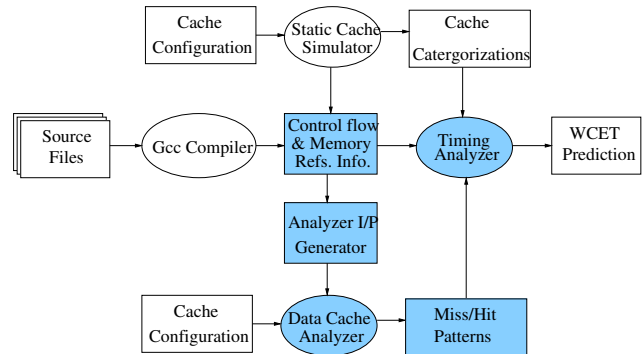 Cache
Configuration
Static Cache
Simulator
Cache
Catergorizations
Source
Files
Gcc Compiler
Control flow
& Memory
Refs. Info.
Timing
Analyzer
WCET
Prediction
Analyzer I/P
Generator
Cache
Configuration
Data Cache
Analyzer
Miss/Hit
Patterns